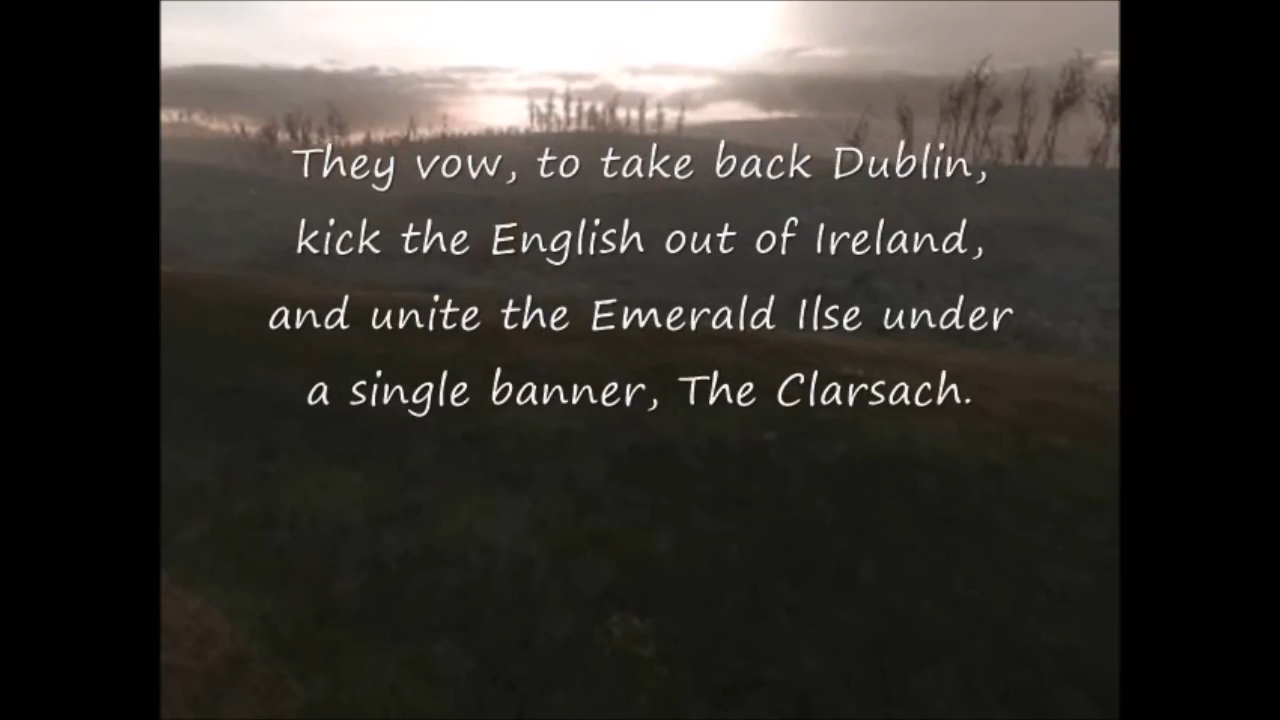 They vow, to take back Dublin,
kick the English out of Ireland,
and unite the Emerald Ilse under
a single banner, The Clarsach.